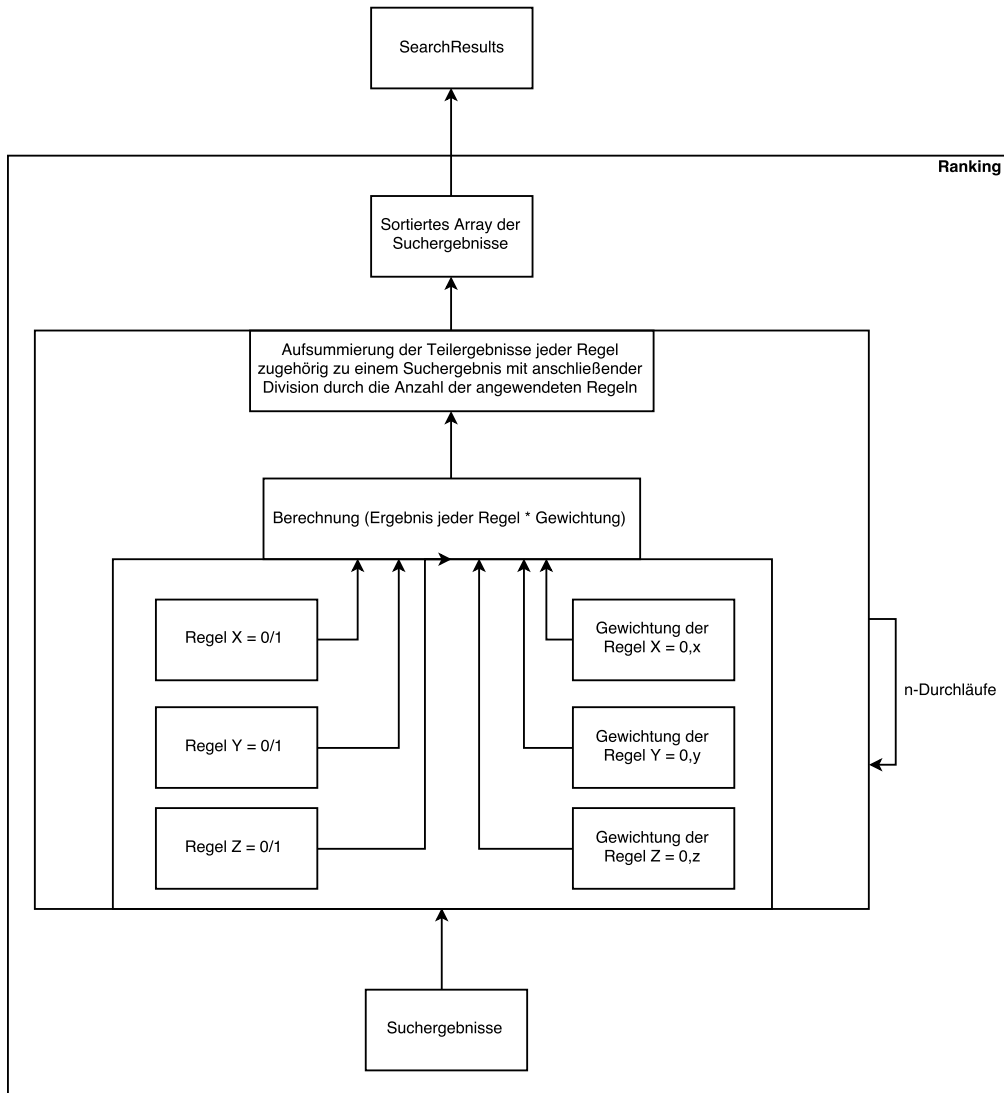 SearchResults
Ranking
Sortiertes Array der
Suchergebnisse
Aufsummierung der Teilergebnisse jeder Regel
zugehörig zu einem Suchergebnis mit anschließender
Division durch die Anzahl der angewendeten Regeln
Berechnung (Ergebnis jeder Regel * Gewichtung)
Regel X = 0/1
Gewichtung der
Regel X = 0,x
n-Durchläufe
Regel Y = 0/1
Gewichtung der
Regel Y = 0,y
Regel Z = 0/1
Gewichtung der
Regel Z = 0,z
Suchergebnisse